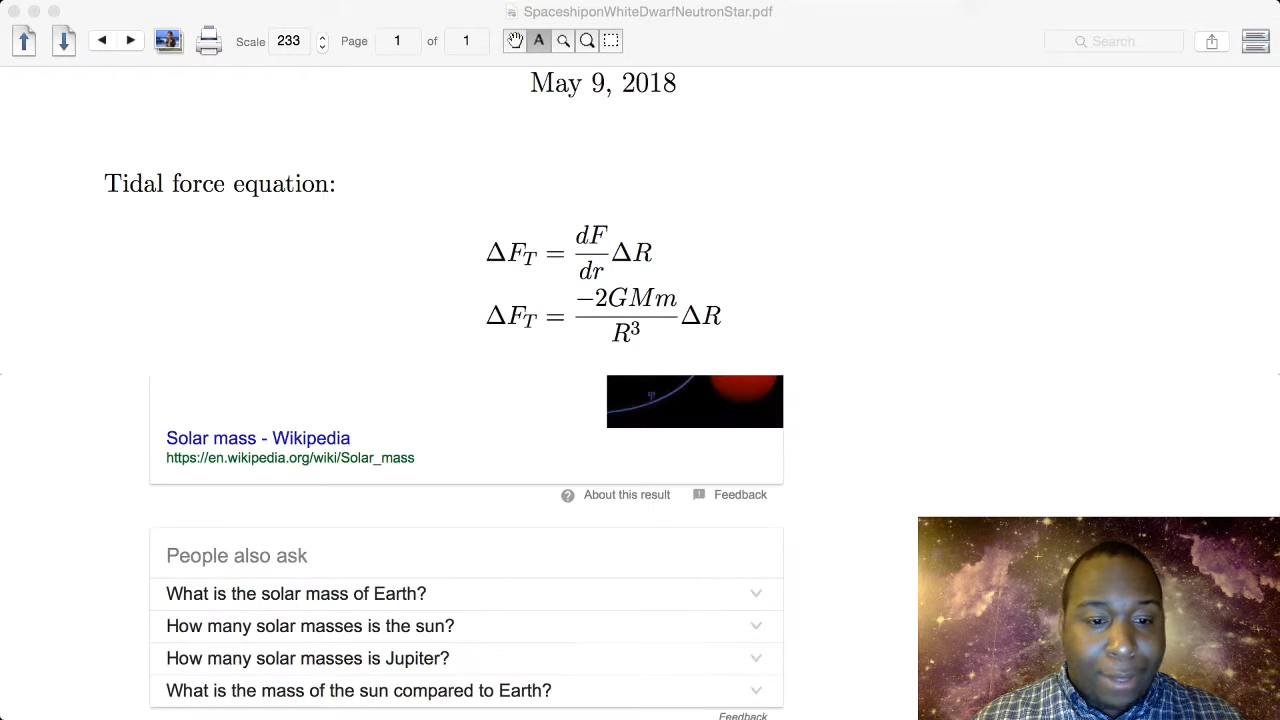 SpaceshiponWhiteDwarfNeutronStar.pdf
Scale 233 Page 1 of 1 A Search
May 9, 2018
Tidal force equation:
ΔF_T = dF/dr ΔR
ΔF_T = −2GMm/R³ ΔR
Solar mass - Wikipedia
https://en.wikipedia.org/wiki/Solar_mass
? About this result Feedback
People also ask
What is the solar mass of Earth?
How many solar masses is the sun?
How many solar masses is Jupiter?
What is the mass of the sun compared to Earth?
Feedback